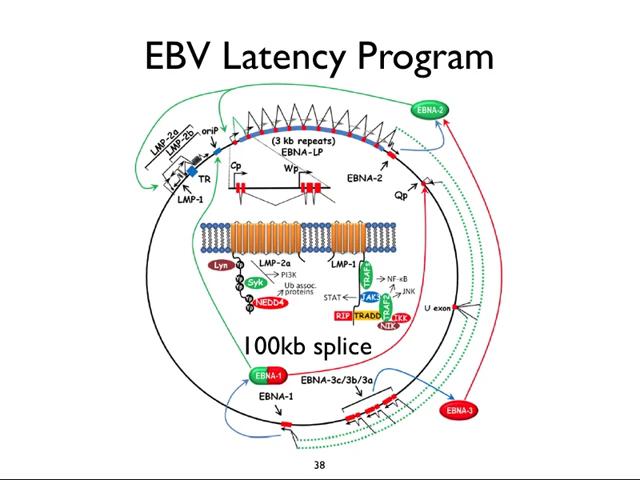 EBV Latency Program
EBNA-2
LMP-2a
LMP-2b
oriP
(3 kb repeats)
EBNA-LP
TR
Cp
Wp
EBNA-2
Qp
LMP-1
LMP-2a
LMP-1
Lyn
Syk
PI3K
Ub assoc.
proteins
NEDD4
TRAF1
NF-κB
JNK
STAT
JAK3
TRAF2
RIP
TRADD
IKK
NIK
U exon
100kb splice
EBNA-1
EBNA-3c/3b/3a
EBNA-1
EBNA-3
38